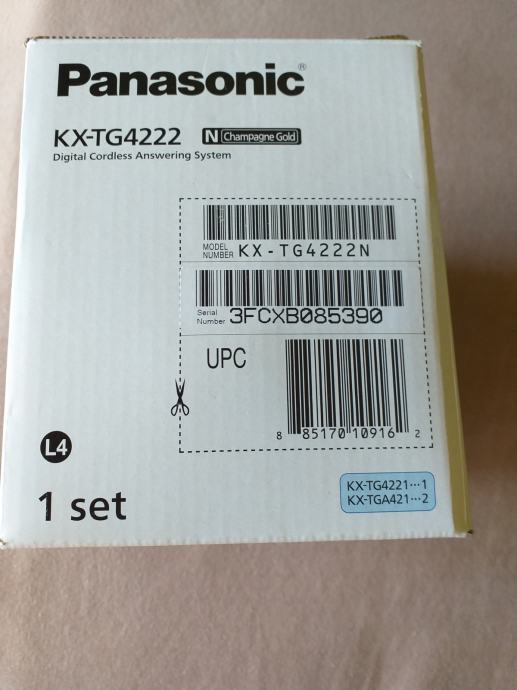 Panasonic®
KX-TG4222 N Champagne Gold
Digital Cordless Answering System
MODEL
NUMBER KX-TG4222N
Serial
Number 3FCXB085390
UPC
8 85170 10916 2
L4
1 set
KX-TG4221···1
KX-TGA421···2